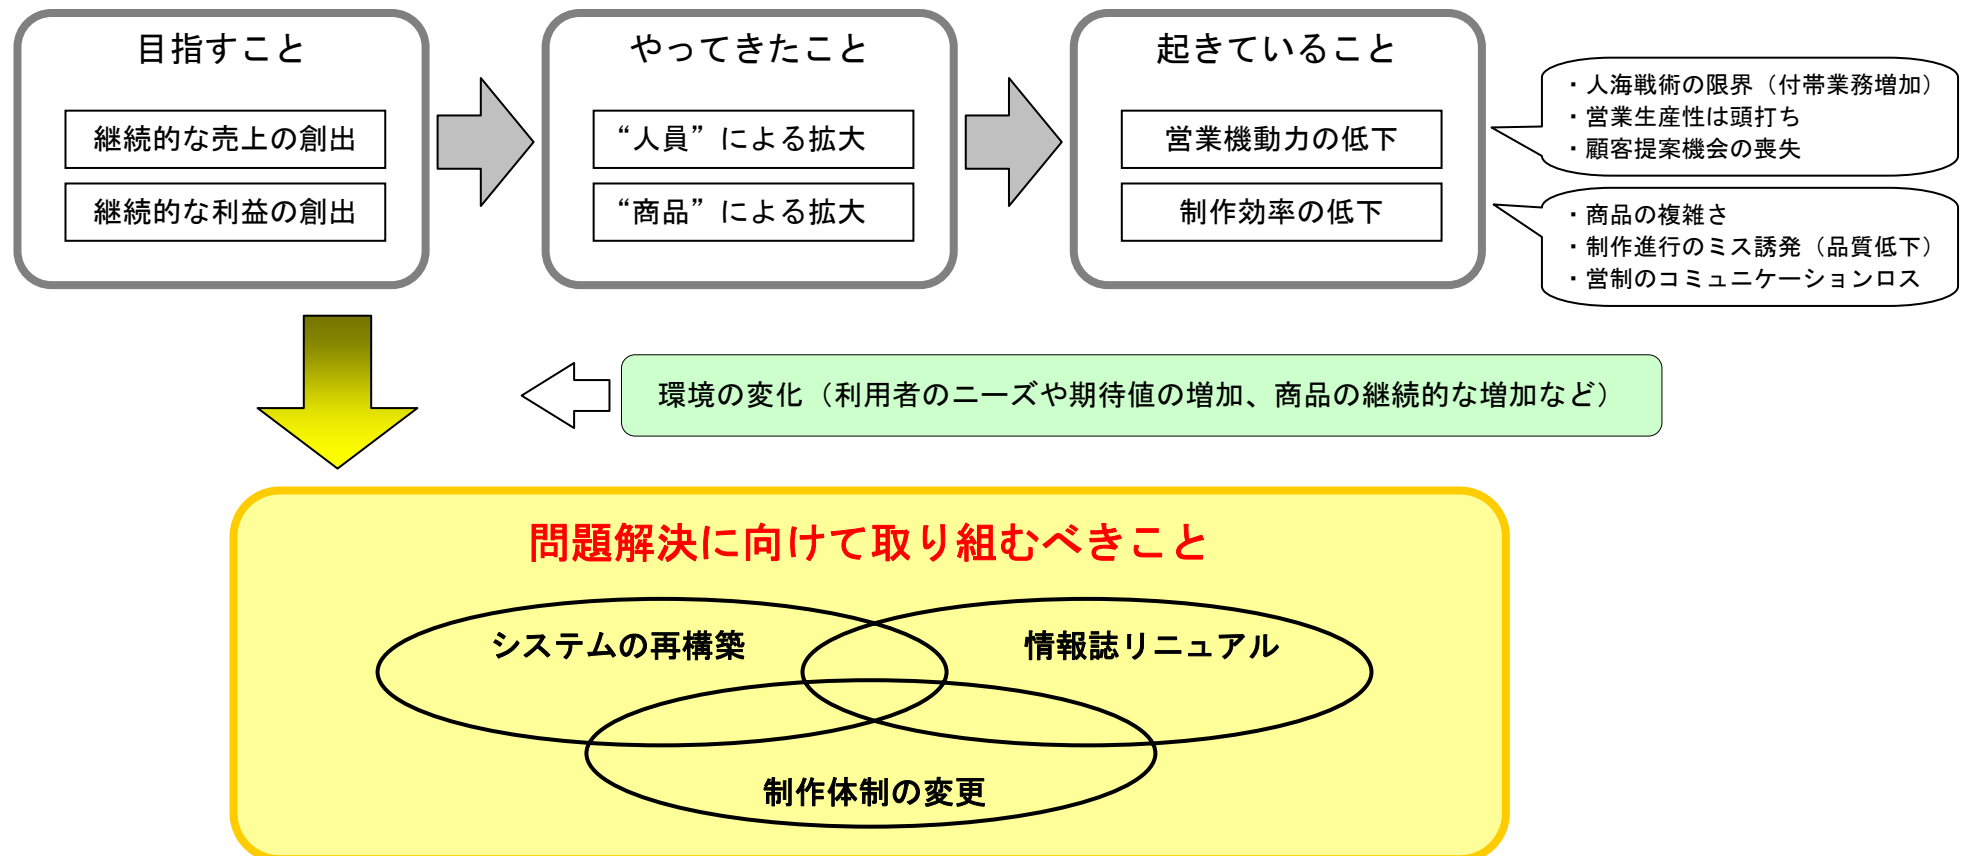 目指すこと
継続的な売上の創出
継続的な利益の創出
やってきたこと
“人員”による拡大
“商品”による拡大
起きていること
営業機動力の低下
制作効率の低下
・人海戦術の限界（付帯業務増加）
・営業生産性は頭打ち
・顧客提案機会の喪失
・商品の複雑さ
・制作進行のミス誘発（品質低下）
・営制のコミュニケーションロス
環境の変化（利用者のニーズや期待値の増加、商品の継続的な増加など）
問題解決に向けて取り組むべきこと
システムの再構築
情報誌リニュアル
制作体制の変更